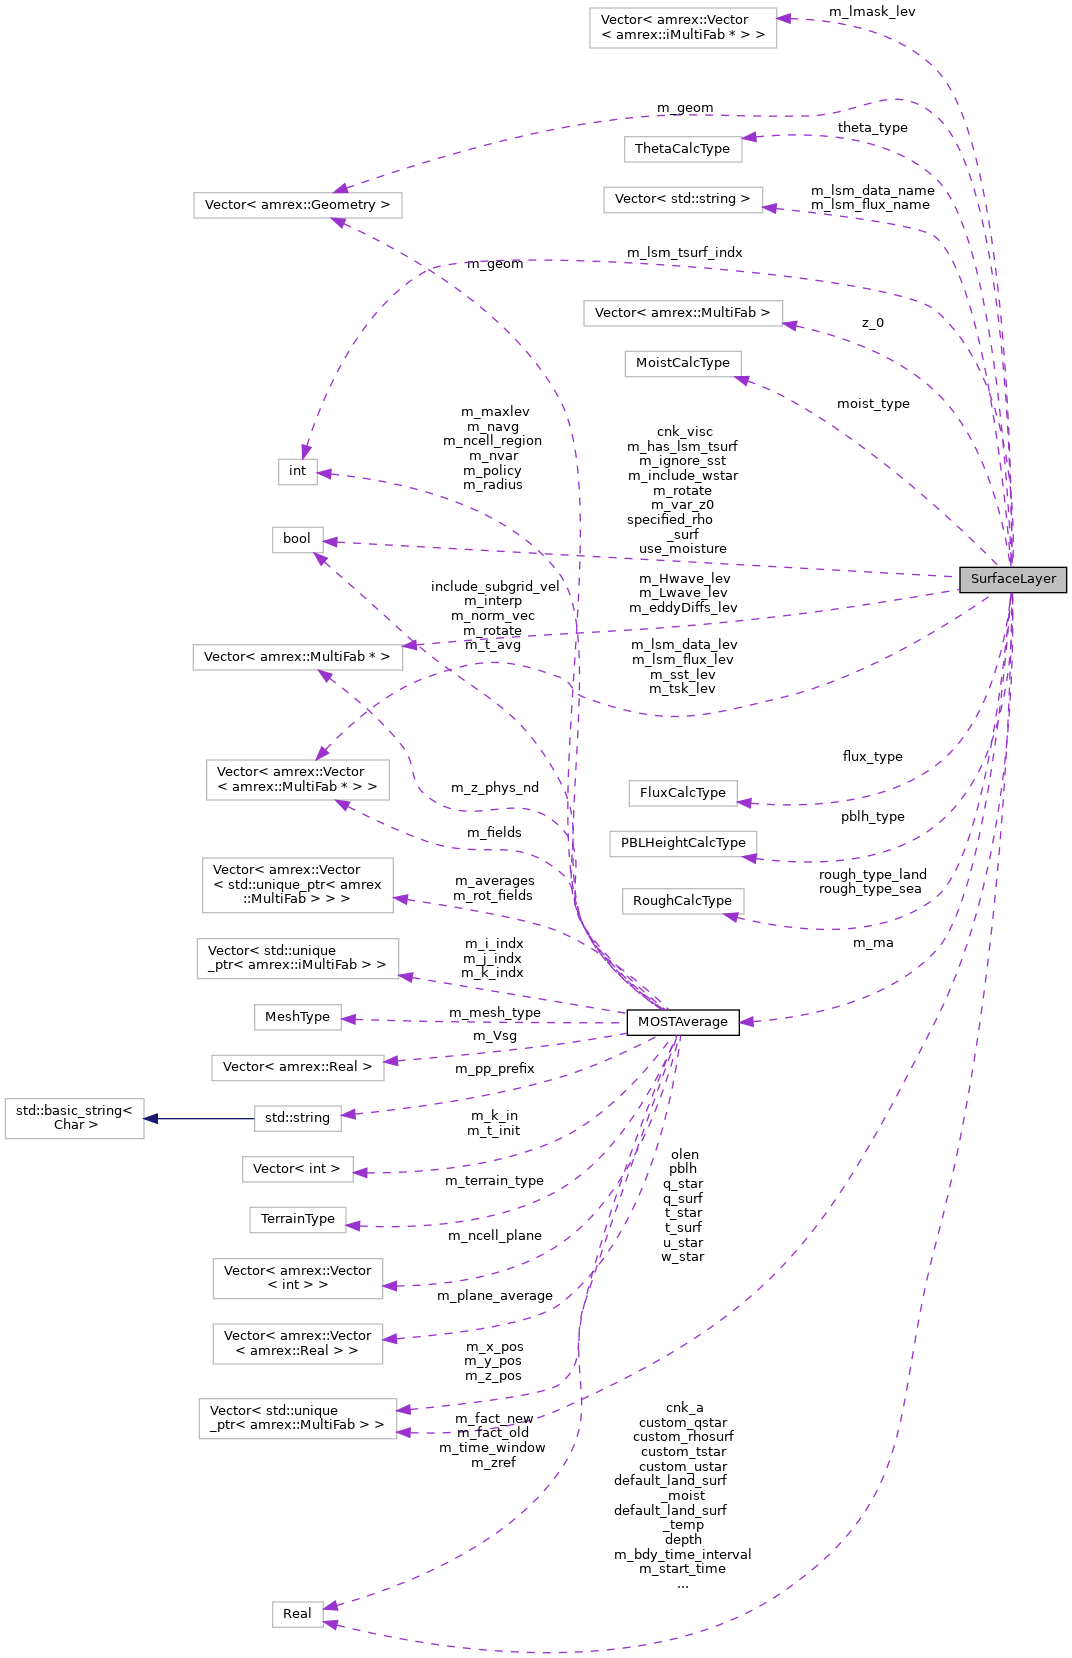 m_lmask_lev
Vector< amrex::Vector
< amrex::iMultiFab * > >
m_geom
theta_type
ThetaCalcType
m_lsm_data_name
m_lsm_flux_name
Vector< std::string >
Vector< amrex::Geometry >
m_lsm_tsurf_indx
m_geom
Vector< amrex::MultiFab >
z_0
MoistCalcType
moist_type
m_maxlev
m_navg
m_ncell_region
m_nvar
m_policy
m_radius
int
cnk_visc
m_has_lsm_tsurf
m_ignore_sst
m_include_wstar
m_rotate
m_var_z0
specified_rho
_surf
use_moisture
bool
SurfaceLayer
include_subgrid_vel
m_interp
m_norm_vec
m_rotate
m_t_avg
m_Hwave_lev
m_Lwave_lev
m_eddyDiffs_lev
Vector< amrex::MultiFab * >
m_lsm_data_lev
m_lsm_flux_lev
m_sst_lev
m_tsk_lev
Vector< amrex::Vector
< amrex::MultiFab * > >
m_z_phys_nd
flux_type
FluxCalcType
m_fields
pblh_type
PBLHeightCalcType
Vector< amrex::Vector
< std::unique_ptr< amrex
::MultiFab > > >
m_averages
m_rot_fields
rough_type_land
rough_type_sea
RoughCalcType
Vector< std::unique
_ptr< amrex::iMultiFab > >
m_i_indx
m_j_indx
m_k_indx
m_ma
MeshType
m_mesh_type
MOSTAverage
m_Vsg
Vector< amrex::Real >
m_pp_prefix
std::basic_string<
Char >
std::string
m_k_in
m_t_init
Vector< int >
m_terrain_type
TerrainType
olen
pblh
q_star
q_surf
t_star
t_surf
u_star
w_star
m_ncell_plane
Vector< amrex::Vector
< int > >
m_plane_average
Vector< amrex::Vector
< amrex::Real > >
m_x_pos
m_y_pos
m_z_pos
Vector< std::unique
_ptr< amrex::MultiFab > >
m_fact_new
m_fact_old
m_time_window
m_zref
cnk_a
custom_qstar
custom_rhosurf
custom_tstar
custom_ustar
default_land_surf
_moist
default_land_surf
_temp
depth
m_bdy_time_interval
m_start_time
...
Real